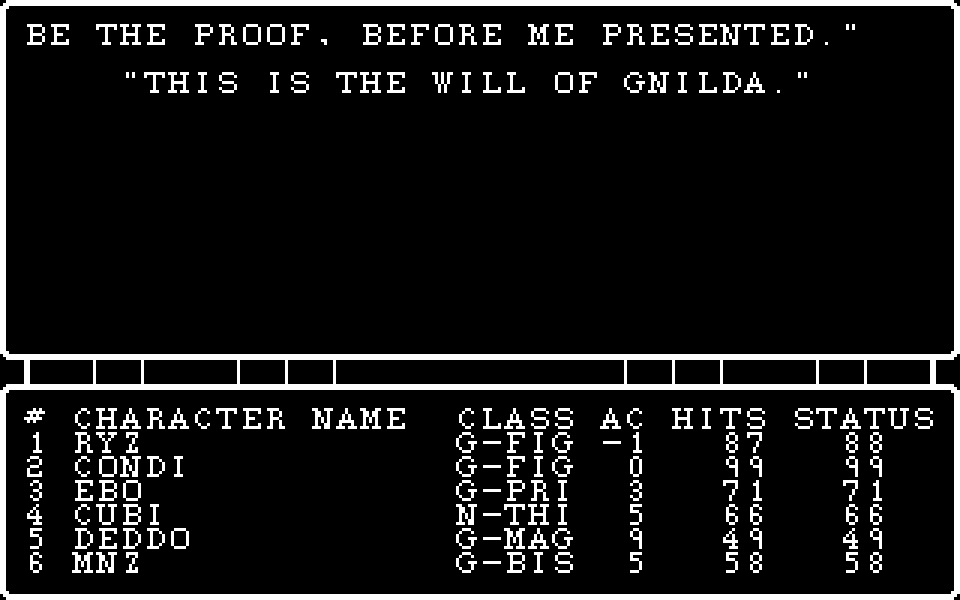 BE THE PROOF, BEFORE ME PRESENTED."
"THIS IS THE WILL OF GNILDA."
# CHARACTER NAME CLASS AC HITS STATUS
1 RYZ G-FIG -1 87 88
2 CONDI G-FIG 0 99 99
3 EBO G-PRI 3 71 71
4 CUBI N-THI 5 66 66
5 DEDDO G-MAG 9 49 49
6 MNZ G-BIS 5 58 58